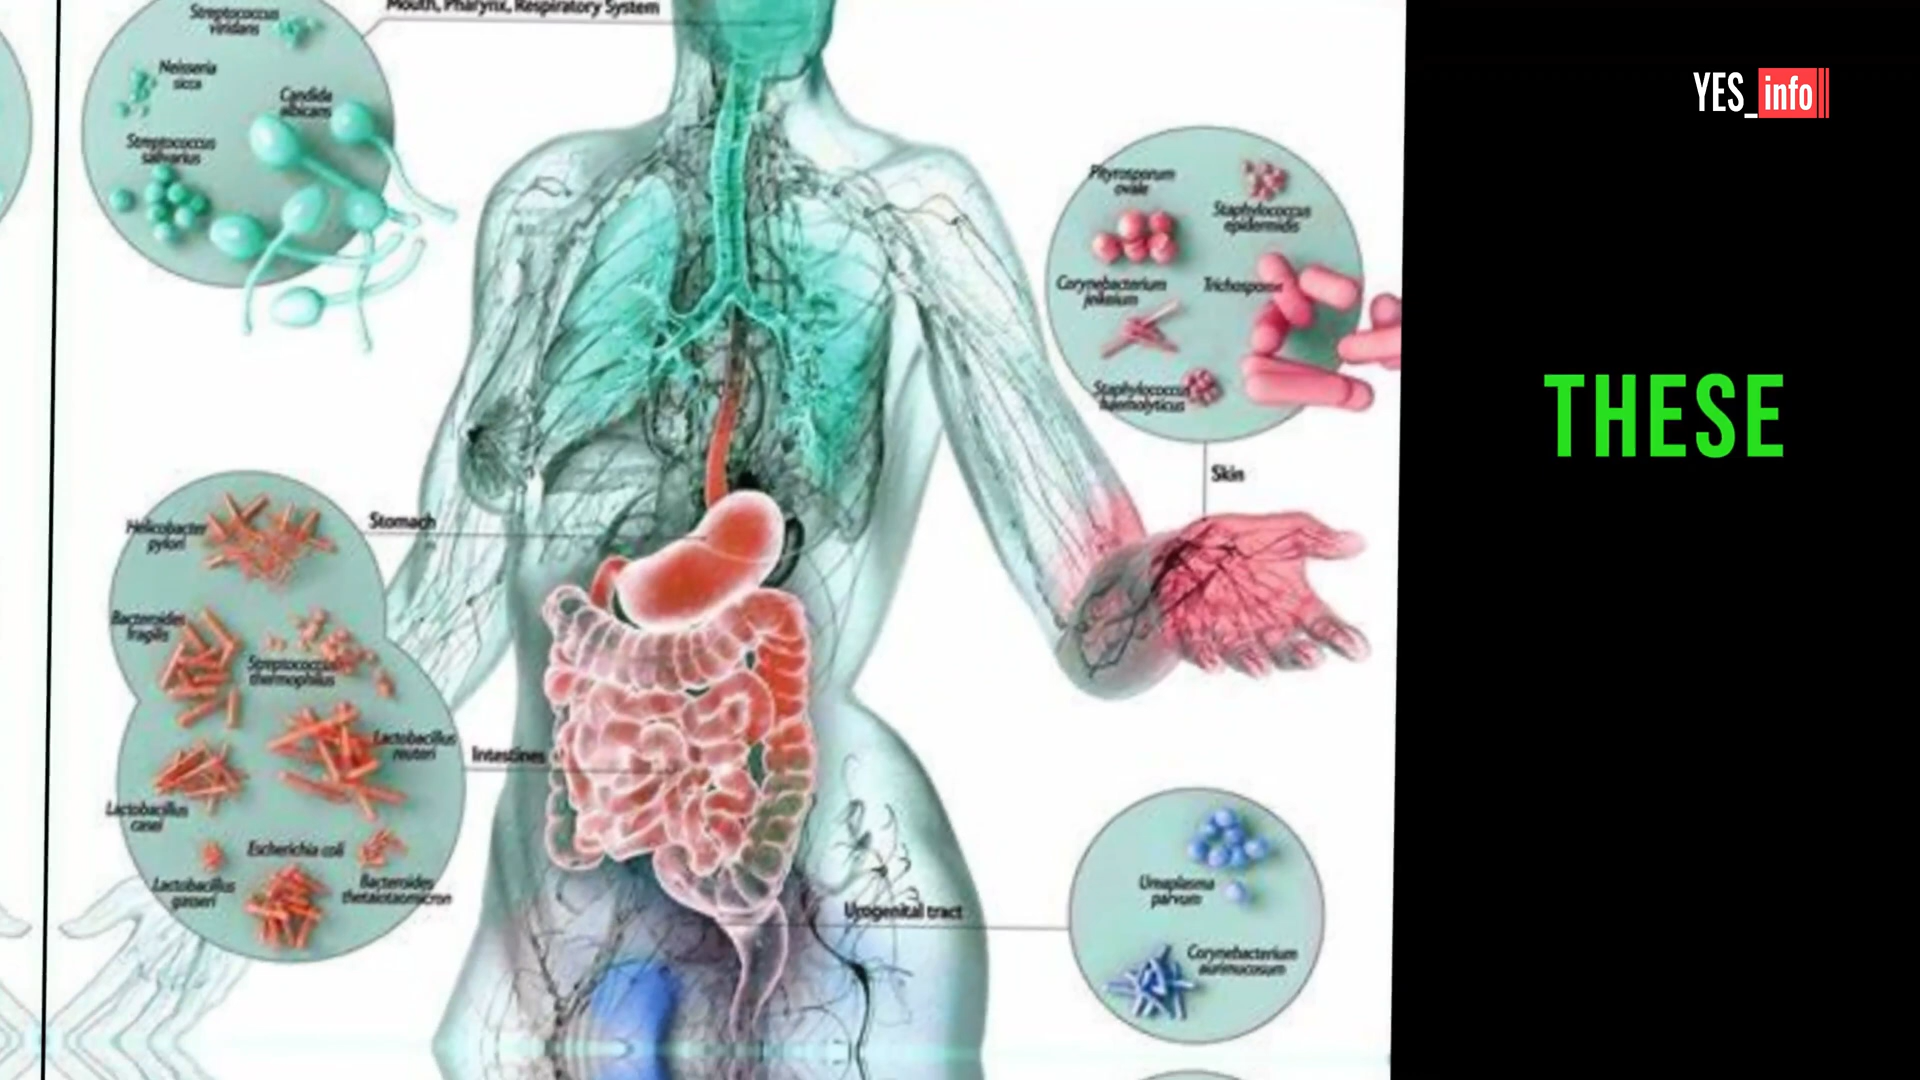 Mouth, Pharynx, Respiratory System
Streptococcus
viridans
Neisseria
sicca
Candida
albicans
Streptococcus
salivarius
YES_info
Pityrosporum
ovale
Staphylococcus
epidermidis
Corynebacterium
jeikeium
Trichosporon
Staphylococcus
haemolyticus
Skin
THESE
Stomach
Helicobacter
pylori
Bacteroides
fragilis
Streptococcus
thermophilus
Lactobacillus
reuteri
Intestines
Lactobacillus
casei
Escherichia coli
Lactobacillus
gasseri
Bacteroides
thetaiotaomicron
Urogenital tract
Ureaplasma
parvum
Corynebacterium
aurimucosum